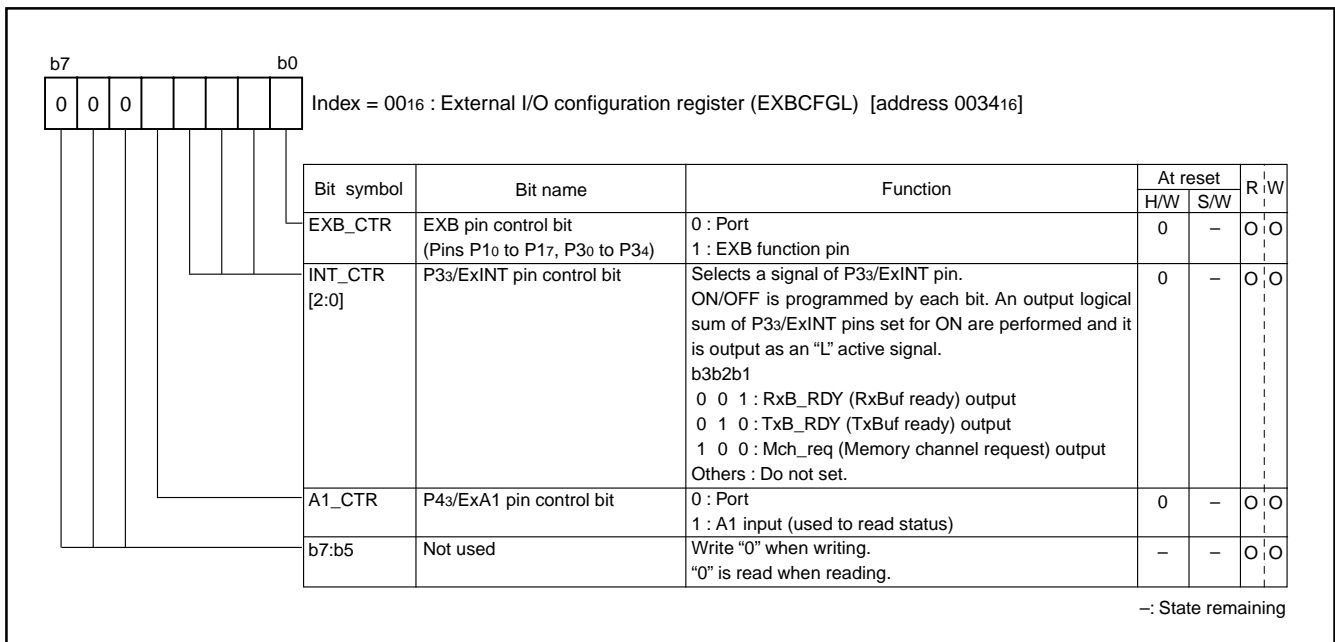 b7 b0
0 0 0 Index = 0016 : External I/O configuration register (EXBCFGL) [address 003416]
Bit symbol Bit name Function At reset R W
H/W S/W
EXB_CTR EXB pin control bit 0 : Port 0 – O O
(Pins P10 to P17, P30 to P34) 1 : EXB function pin
INT_CTR P33/ExINT pin control bit Selects a signal of P33/ExINT pin. 0 – O O
[2:0] ON/OFF is programmed by each bit. An output logical
sum of P33/ExINT pins set for ON are performed and it
is output as an “L” active signal.
b3b2b1
0 0 1 : RxB_RDY (RxBuf ready) output
0 1 0 : TxB_RDY (TxBuf ready) output
1 0 0 : Mch_req (Memory channel request) output
Others : Do not set.
A1_CTR P43/ExA1 pin control bit 0 : Port 0 – O O
1 : A1 input (used to read status)
b7:b5 Not used Write “0” when writing. – – O O
“0” is read when reading.
–: State remaining